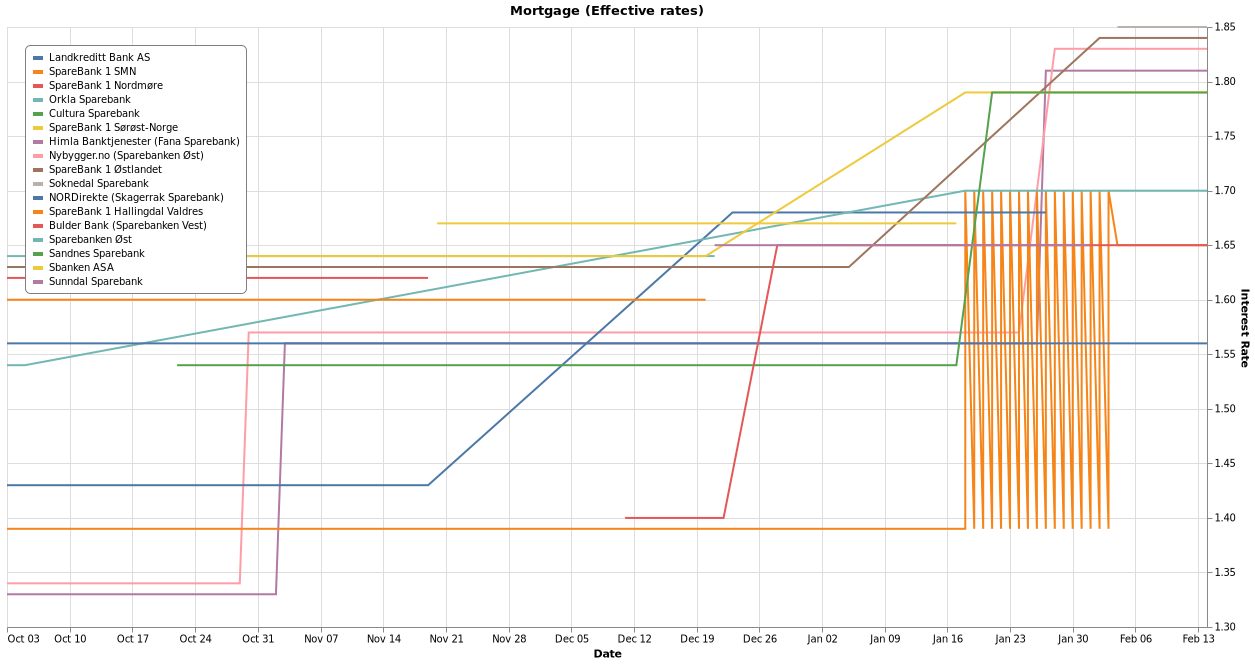 Mortgage (Effective rates)
Landkreditt Bank AS
SpareBank 1 SMN
SpareBank 1 Nordmøre
Orkla Sparebank
Cultura Sparebank
SpareBank 1 Sørøst-Norge
Himla Banktjenester (Fana Sparebank)
Nybygger.no (Sparebanken Øst)
SpareBank 1 Østlandet
Soknedal Sparebank
NORDirekte (Skagerrak Sparebank)
SpareBank 1 Hallingdal Valdres
Bulder Bank (Sparebanken Vest)
Sparebanken Øst
Sandnes Sparebank
Sbanken ASA
Sunndal Sparebank
1.85
1.80
1.75
1.70
1.65
1.60
1.55
1.50
1.45
1.40
1.35
1.30
Interest Rate
Oct 03 Oct 10 Oct 17 Oct 24 Oct 31 Nov 07 Nov 14 Nov 21 Nov 28 Dec 05 Dec 12 Dec 19 Dec 26 Jan 02 Jan 09 Jan 16 Jan 23 Jan 30 Feb 06 Feb 13
Date